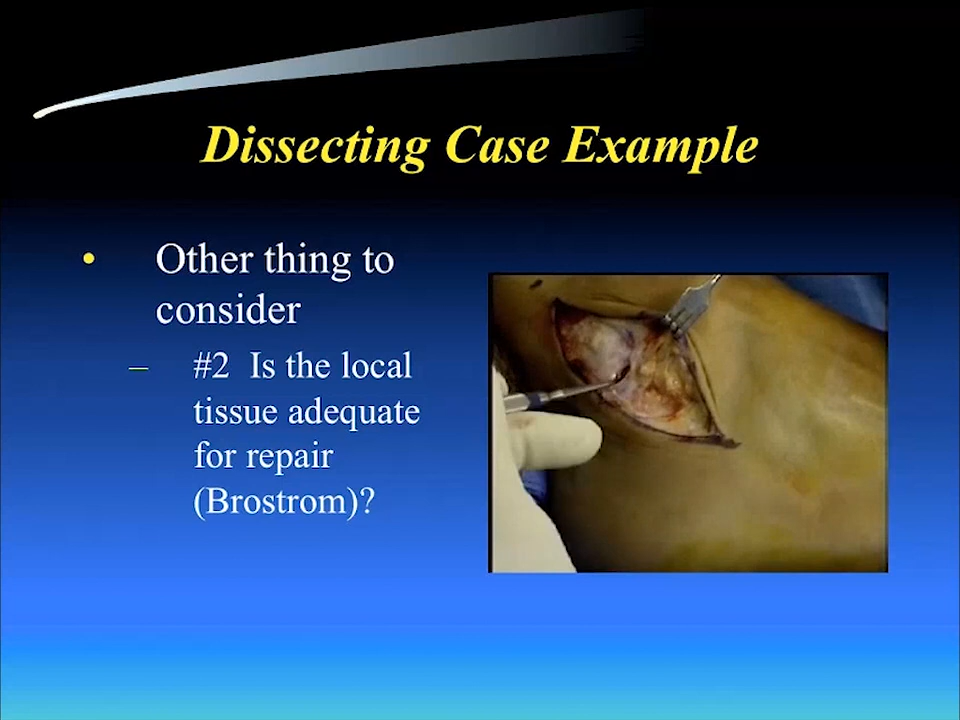 Dissecting Case Example
• Other thing to
consider
– #2 Is the local
tissue adequate
for repair
(Brostrom)?